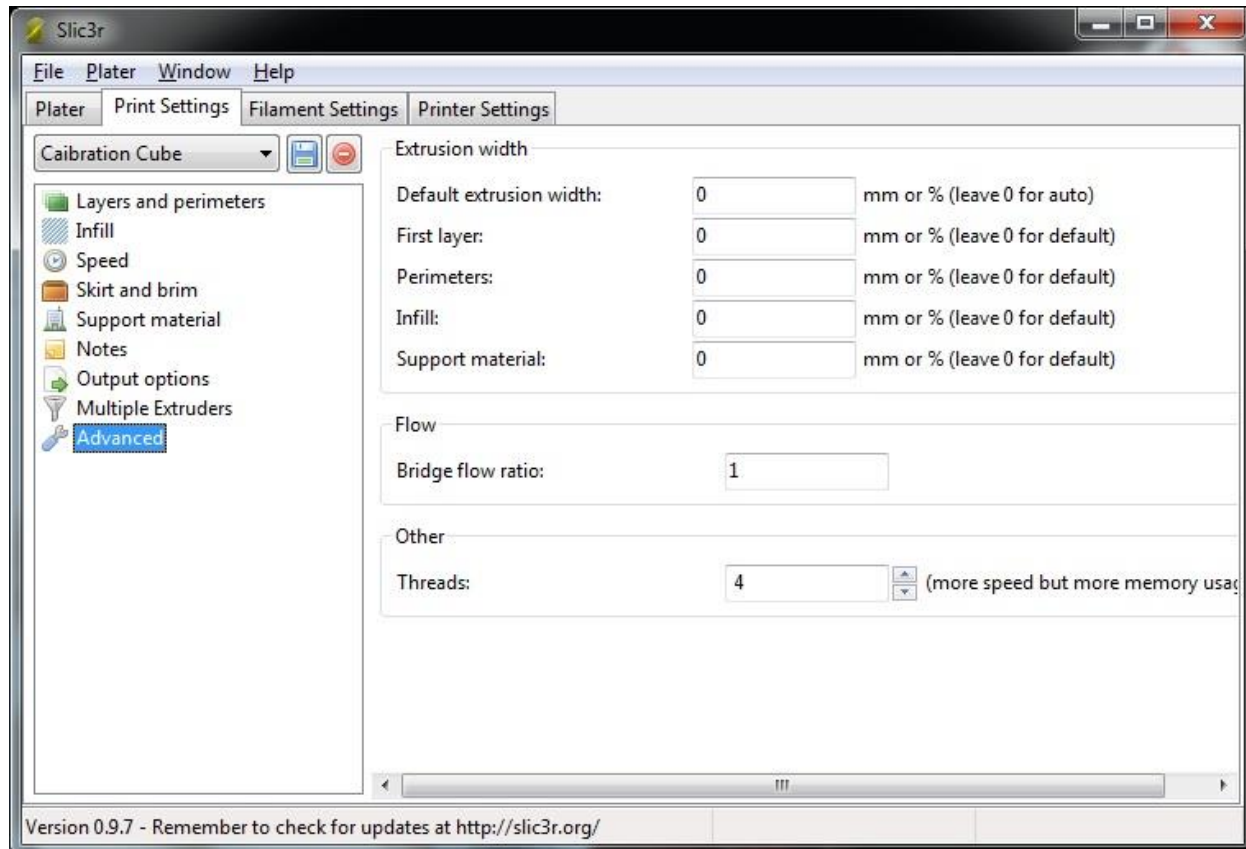 Slic3r
File Plater Window Help
Plater Print Settings Filament Settings Printer Settings
Caibration Cube
Layers and perimeters
Infill
Speed
Skirt and brim
Support material
Notes
Output options
Multiple Extruders
Advanced
Extrusion width
Default extrusion width: 0 mm or % (leave 0 for auto)
First layer: 0 mm or % (leave 0 for default)
Perimeters: 0 mm or % (leave 0 for default)
Infill: 0 mm or % (leave 0 for default)
Support material: 0 mm or % (leave 0 for default)
Flow
Bridge flow ratio: 1
Other
Threads: 4 (more speed but more memory usag
Version 0.9.7 - Remember to check for updates at http://slic3r.org/